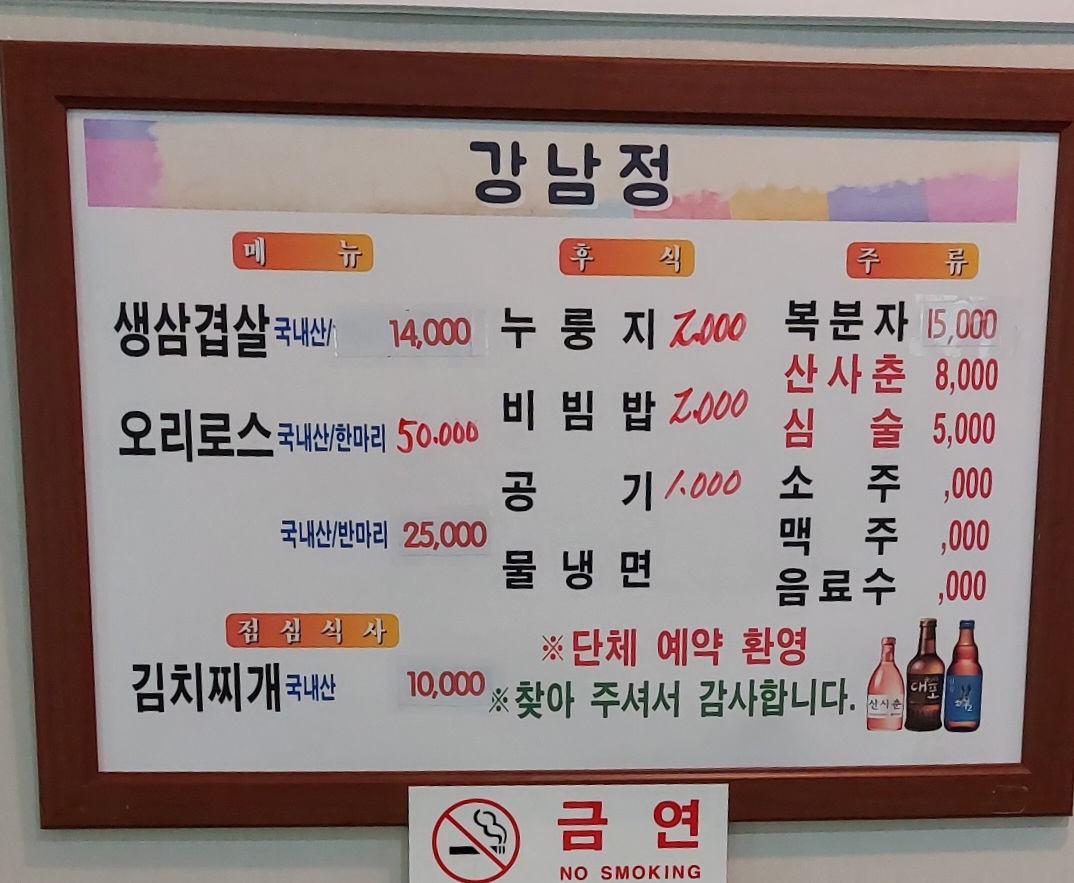 강남정
메 뉴
생삼겹살 국내산/ 14,000
오리로스 국내산/한마리 50.000
국내산/반마리 25,000
점심식사
김치찌개 국내산 10,000
후 식
누 룽 지 2.000
비 빔 밥 2.000
공 기 1.000
물 냉 면
주 류
복분자 15,000
산사춘 8,000
심 술 5,000
소 주 ,000
맥 주 ,000
음료수 ,000
※단체 예약 환영
※찾아 주셔서 감사합니다.
산사춘
대포
금 연
NO SMOKING